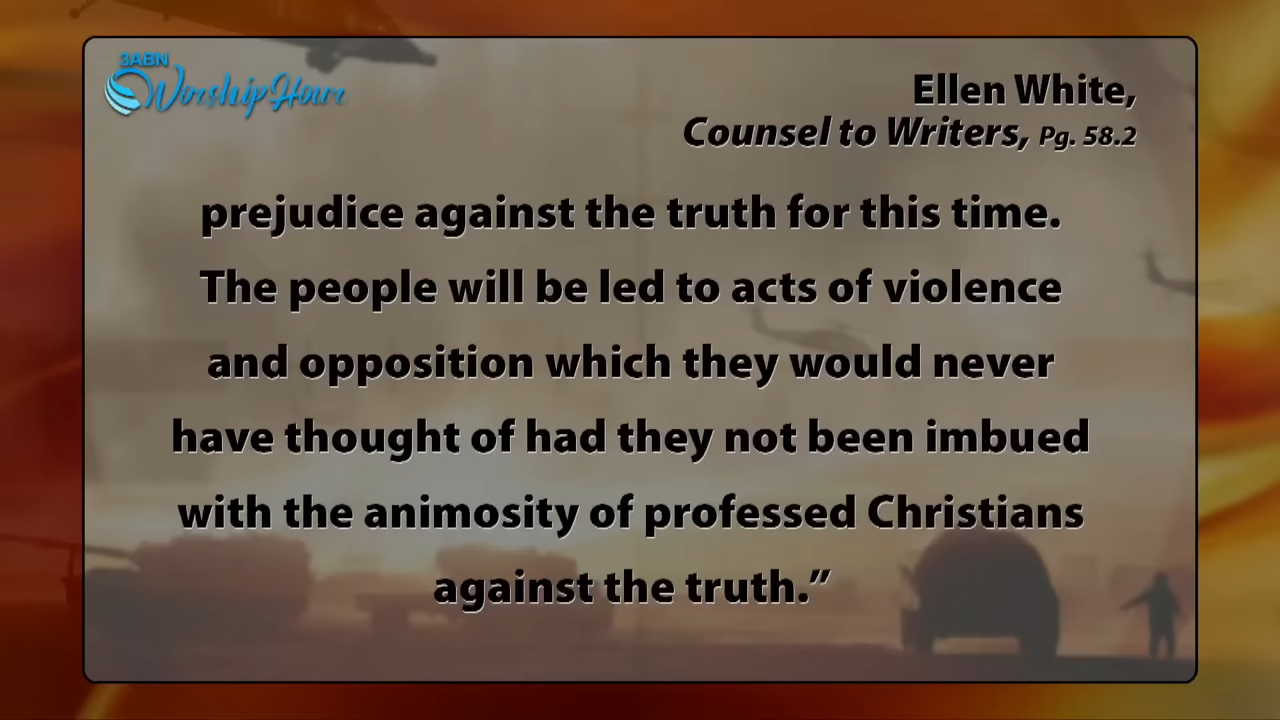 3ABN
Worship Hour
Ellen White,
Counsel to Writers, Pg. 58.2
prejudice against the truth for this time.
The people will be led to acts of violence
and opposition which they would never
have thought of had they not been imbued
with the animosity of professed Christians
against the truth.”